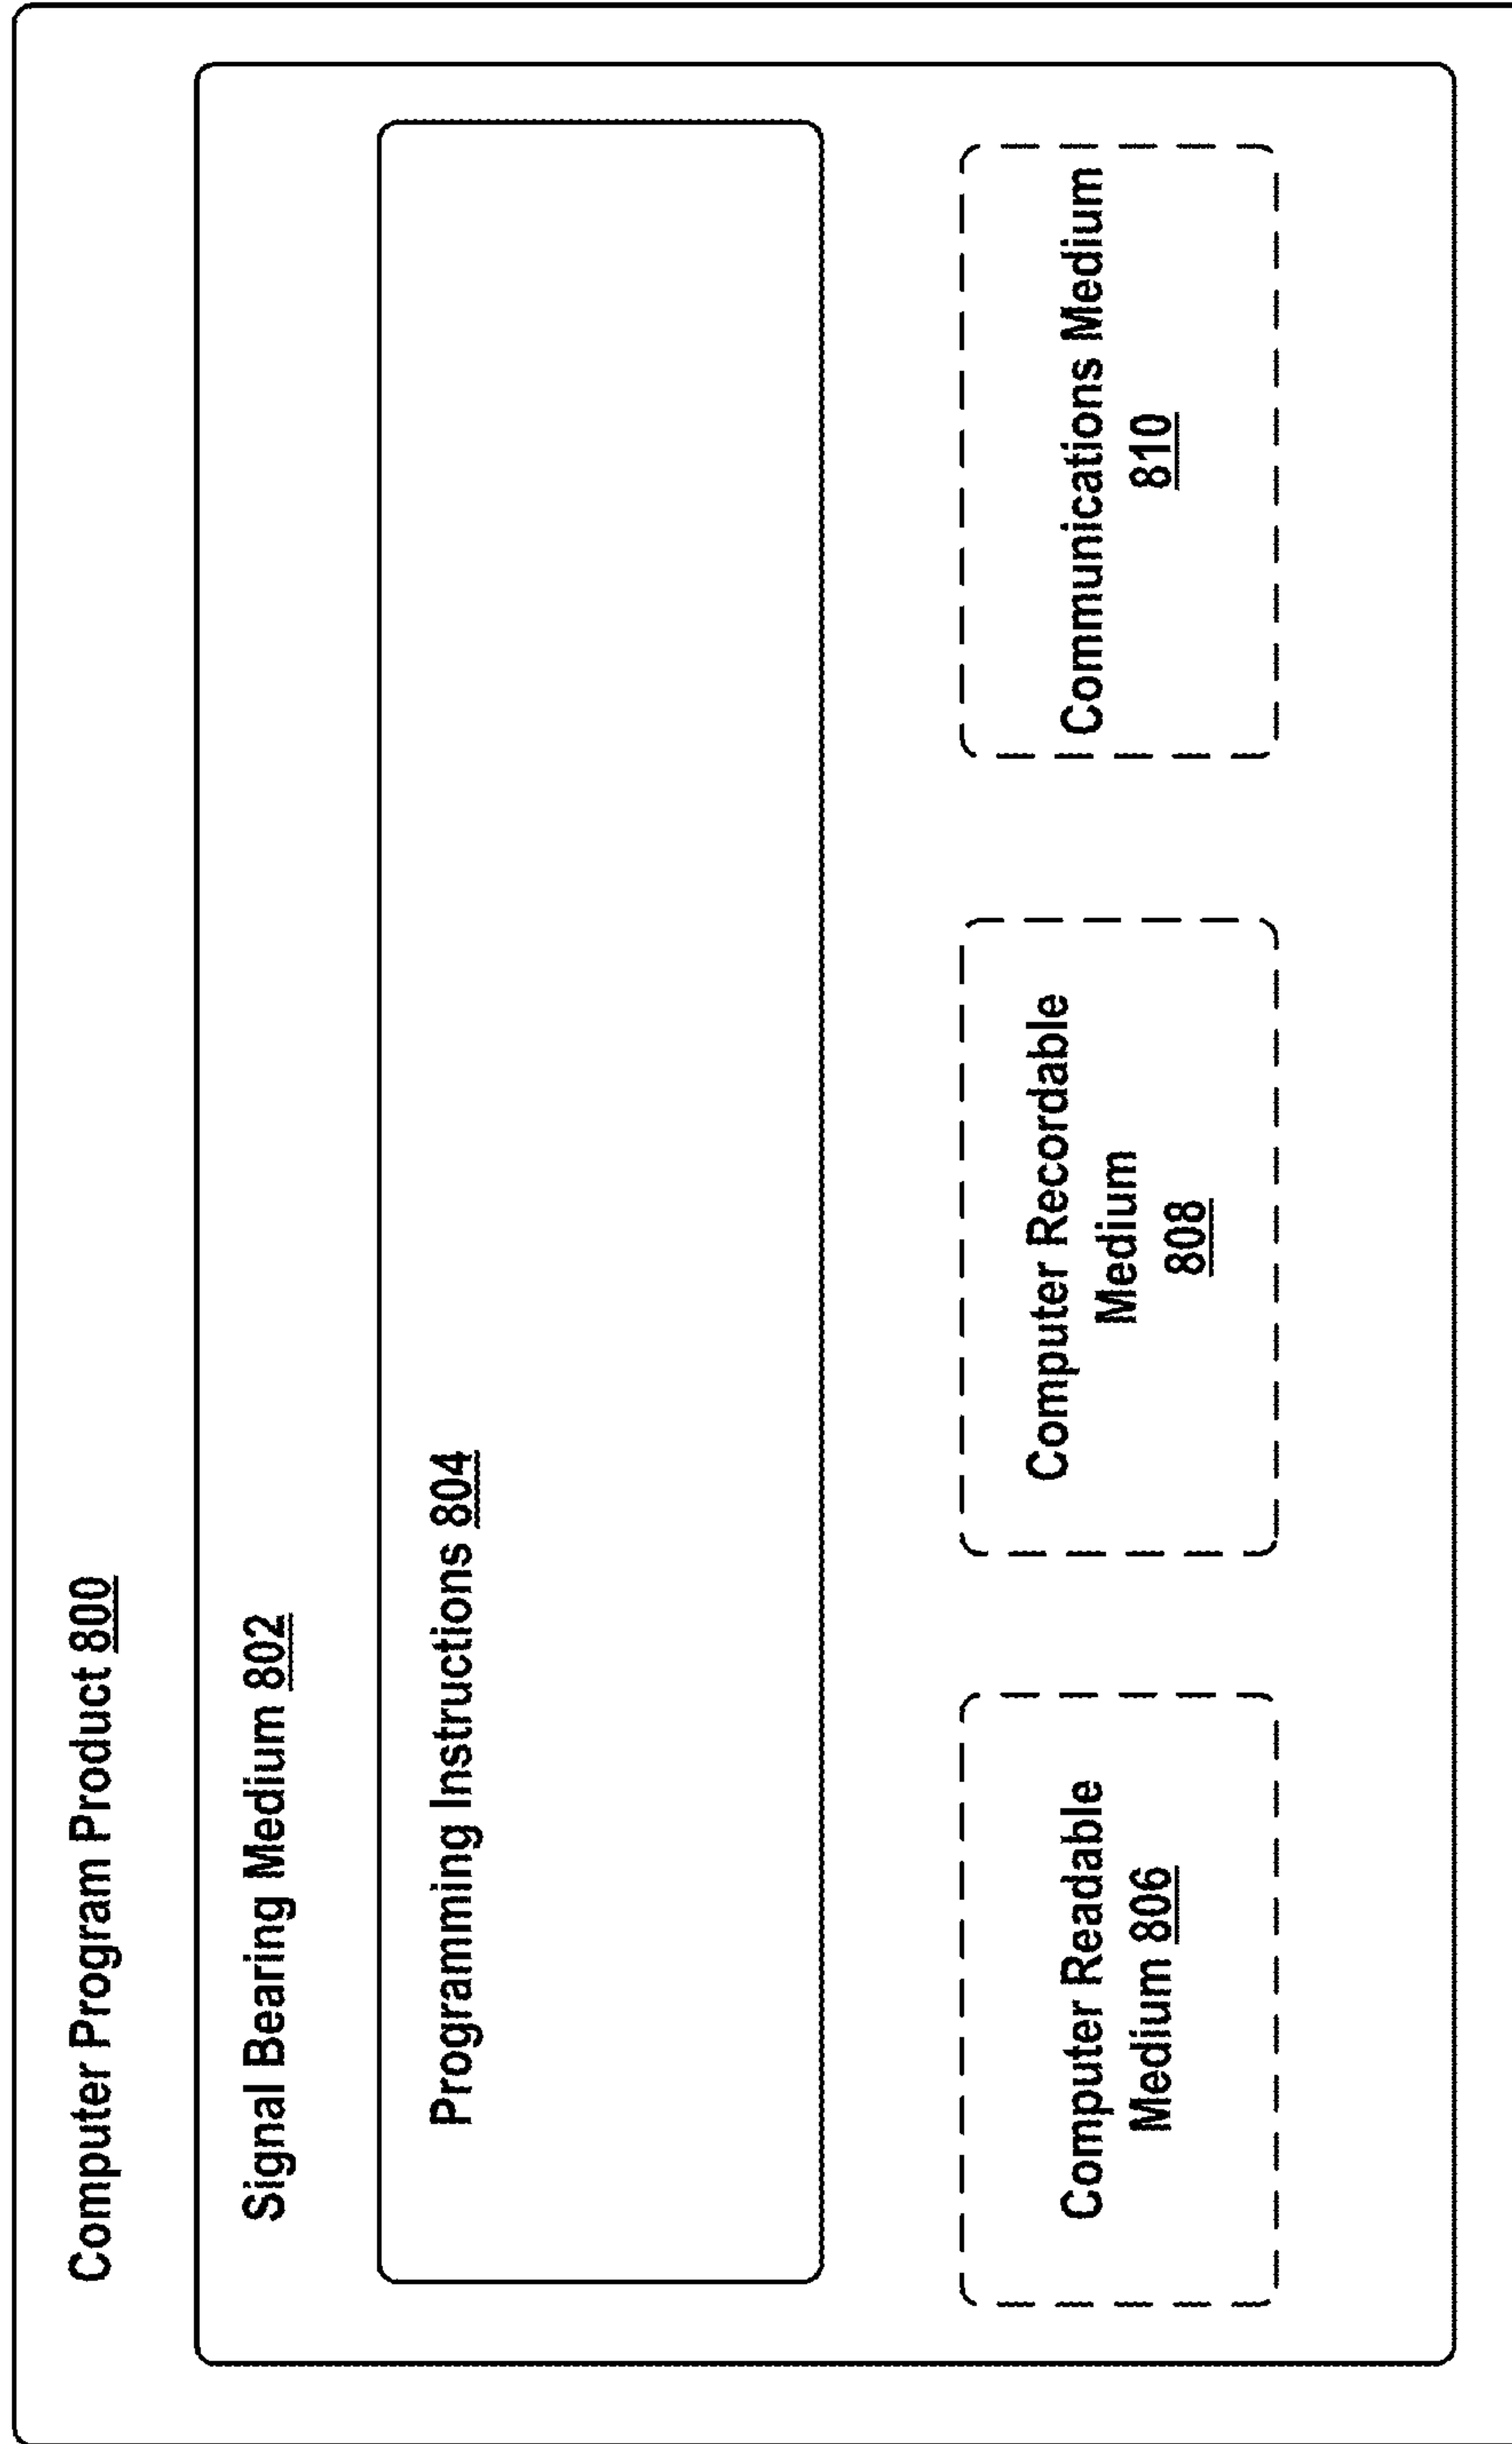 Computer Program Product 800
Signal Bearing Medium 802
Programming Instructions 804
Computer Readable
Medium 806
Computer Recordable
Medium
808
Communications Medium
810